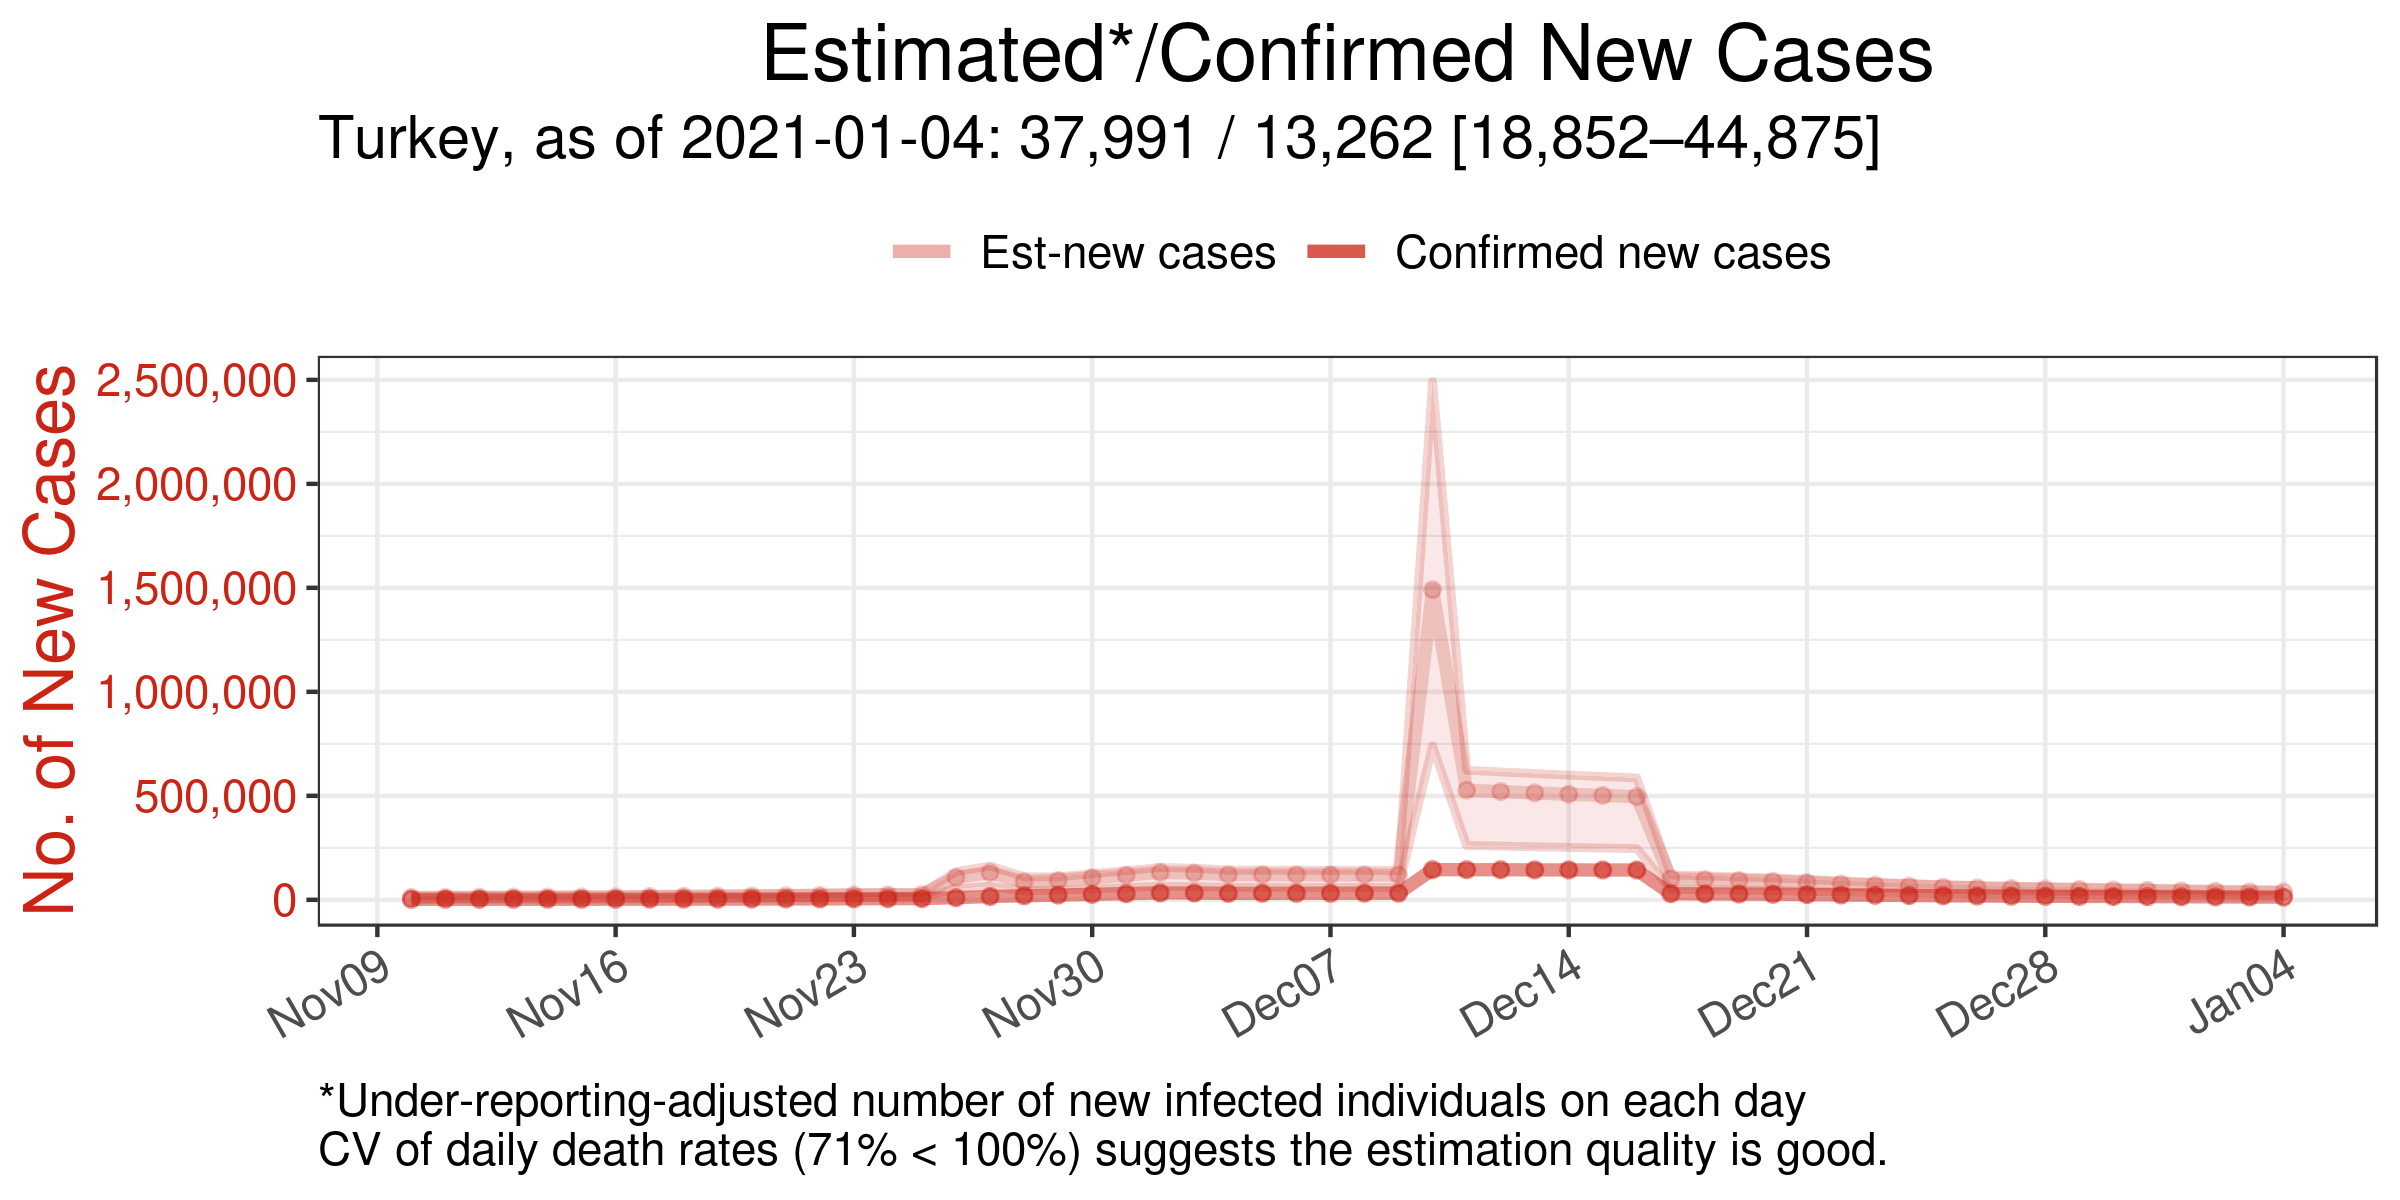 Estimated*/Confirmed New Cases
Turkey, as of 2021-01-04: 37,991 / 13,262 [18,852–44,875]
Est-new cases
Confirmed new cases
No. of New Cases
2,500,000
2,000,000
1,500,000
1,000,000
500,000
0
Nov09
Nov16
Nov23
Nov30
Dec07
Dec14
Dec21
Dec28
Jan04
*Under-reporting-adjusted number of new infected individuals on each day
CV of daily death rates (71% < 100%) suggests the estimation quality is good.